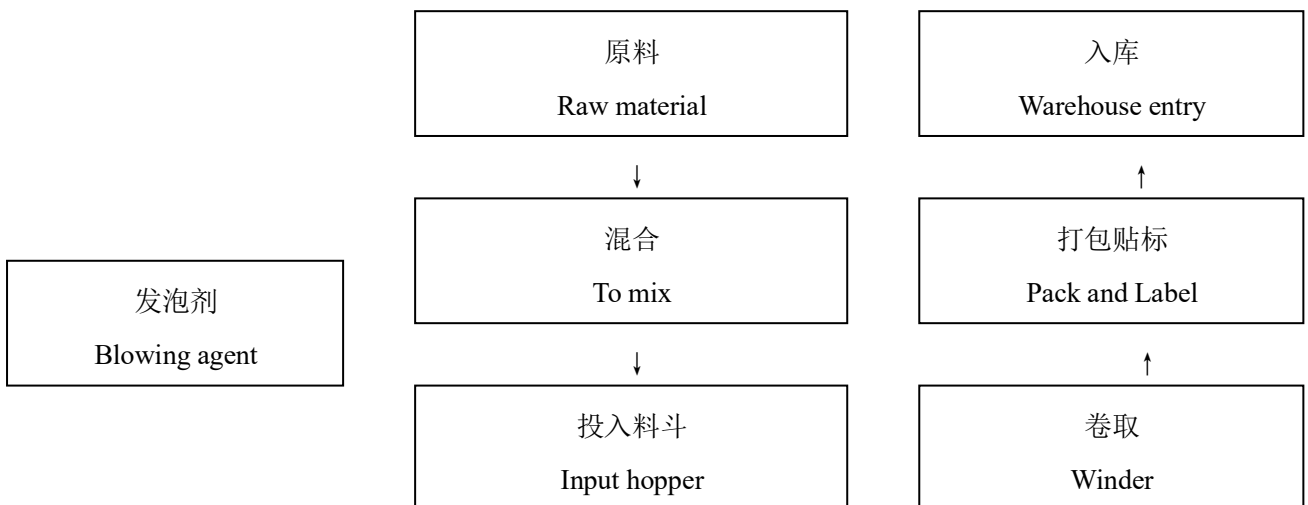 原料
Raw material
↓
混合
To mix
↓
投入料斗
Input hopper
发泡剂
Blowing agent
入库
Warehouse entry
↑
打包贴标
Pack and Label
↑
卷取
Winder